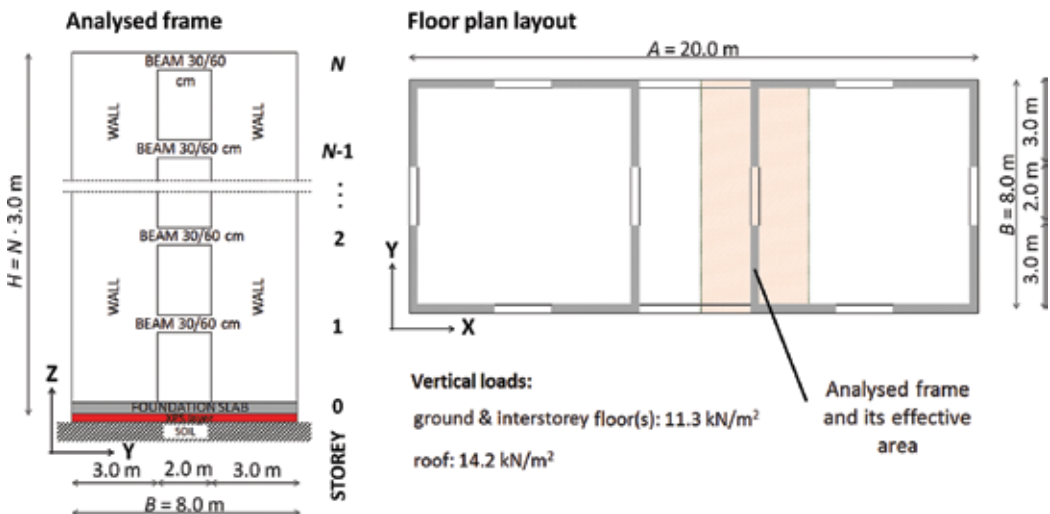 Analysed frame
Floor plan layout
BEAM 30/60
cm
N
WALL
WALL
BEAM 30/60 cm
N-1
H = N · 3.0 m
BEAM 30/60 cm
2
WALL
WALL
BEAM 30/60 cm
1
Z
FOUNDATION SLAB
0
SOIL
Y
3.0 m
2.0 m
3.0 m
B = 8.0 m
STOREY
A = 20.0 m
3.0 m
2.0 m
3.0 m
B = 8.0 m
Y
X
Vertical loads:
ground & interstorey floor(s): 11.3 kN/m²
roof: 14.2 kN/m²
Analysed frame
and its effective
area